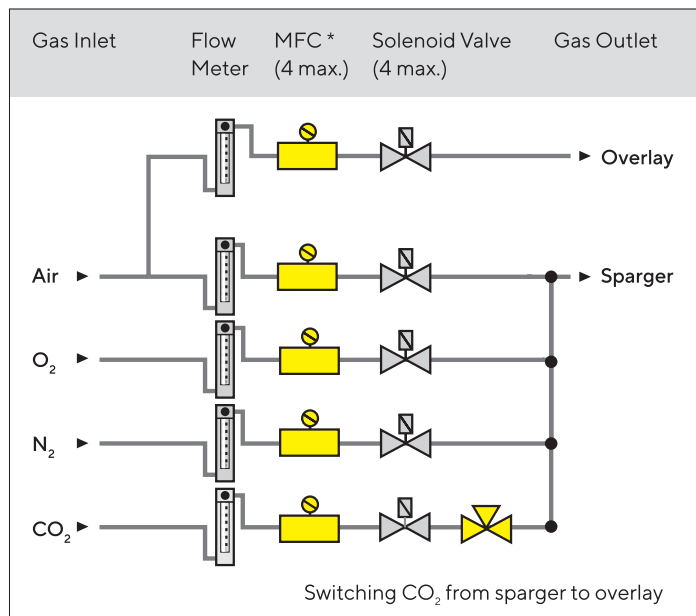 Gas Inlet
Flow Meter
MFC * (4 max.)
Solenoid Valve (4 max.)
Gas Outlet
Overlay
Air
Sparger
O₂
N₂
CO₂
Switching CO₂ from sparger to overlay